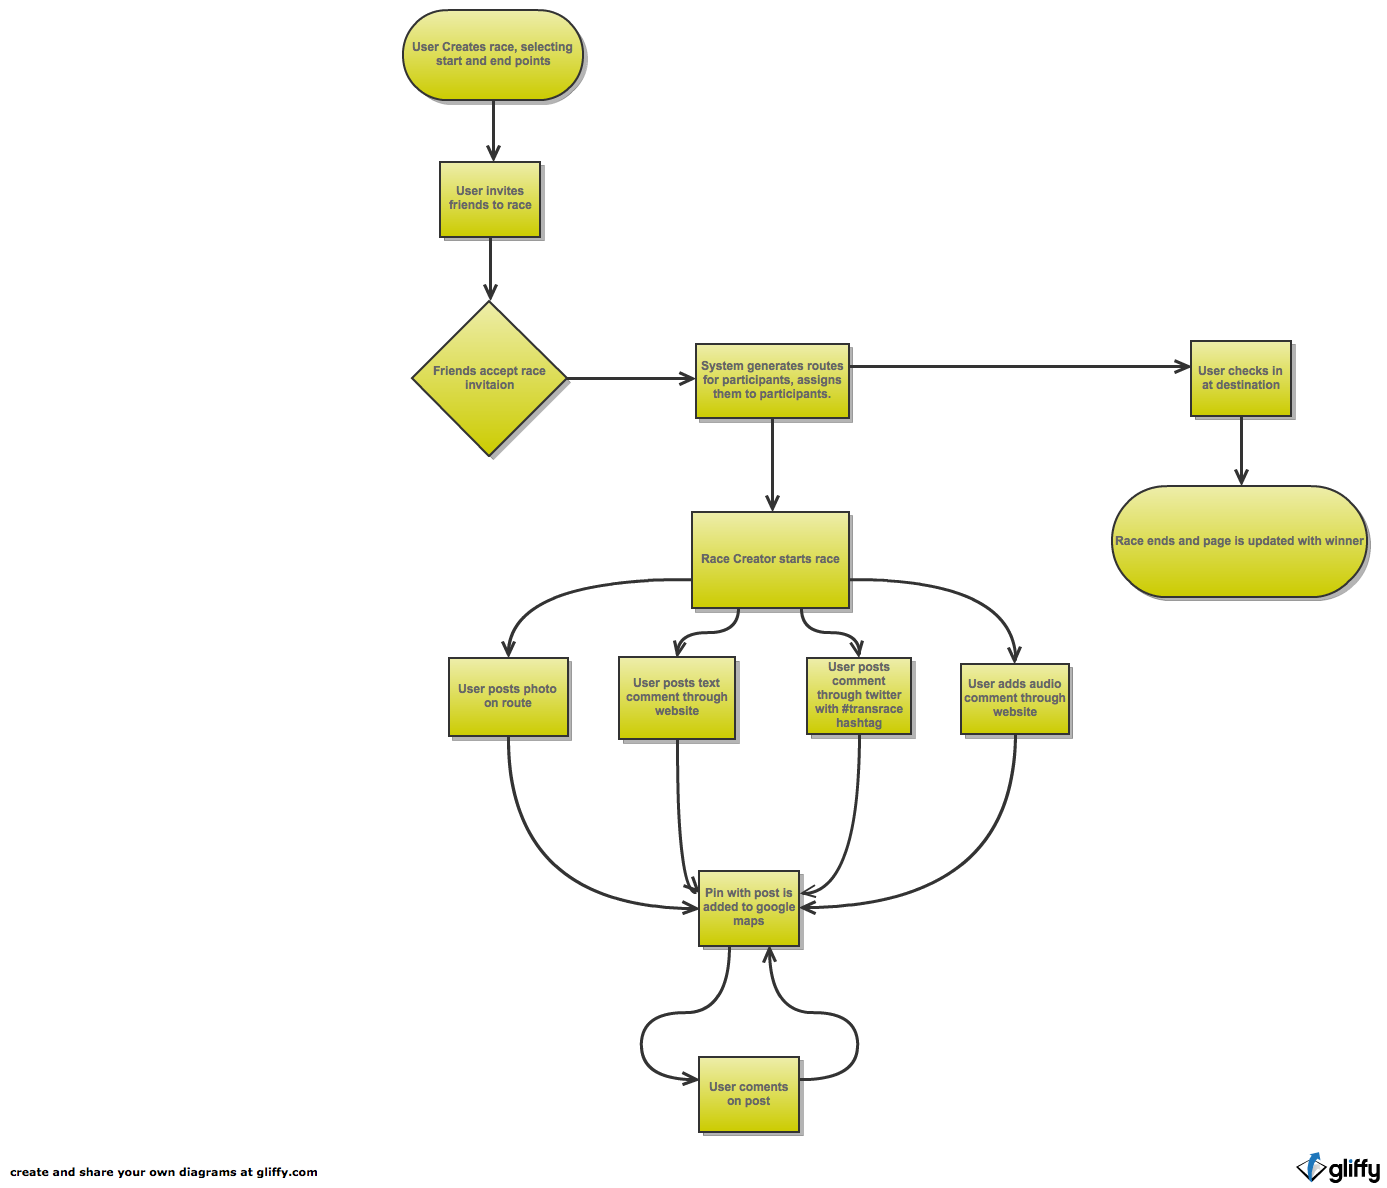 User Creates race, selecting
start and end points
User invites
friends to race
Friends accept race
invitaion
System generates routes
for participants, assigns
them to participants.
User checks in
at destination
Race ends and page is updated with winner
Race Creator starts race
User posts photo
on route
User posts text
comment through
website
User posts
comment
through twitter
with #transrace
hashtag
User adds audio
comment through
website
Pin with post is
added to google
maps
User coments
on post
create and share your own diagrams at gliffy.com
gliffy